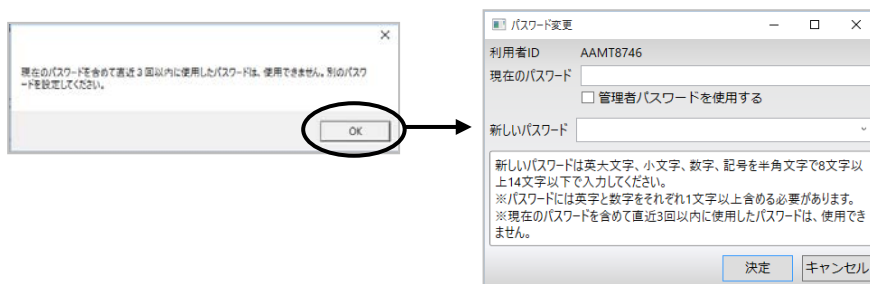 現在のパスワードを含めて直近3回以内に使用したパスワードは、使用できません。別のパスワ
ードを設定してください。
OK
パスワード変更
利用者ID AAMT8746
現在のパスワード
管理者パスワードを使用する
新しいパスワード
新しいパスワードは英大文字、小文字、数字、記号を半角文字で8文字以
上14文字以下で入力してください。
※パスワードには英字と数字をそれぞれ1文字以上含める必要があります。
※現在のパスワードを含めて直近3回以内に使用したパスワードは、使用でき
ません。
決定 キャンセル